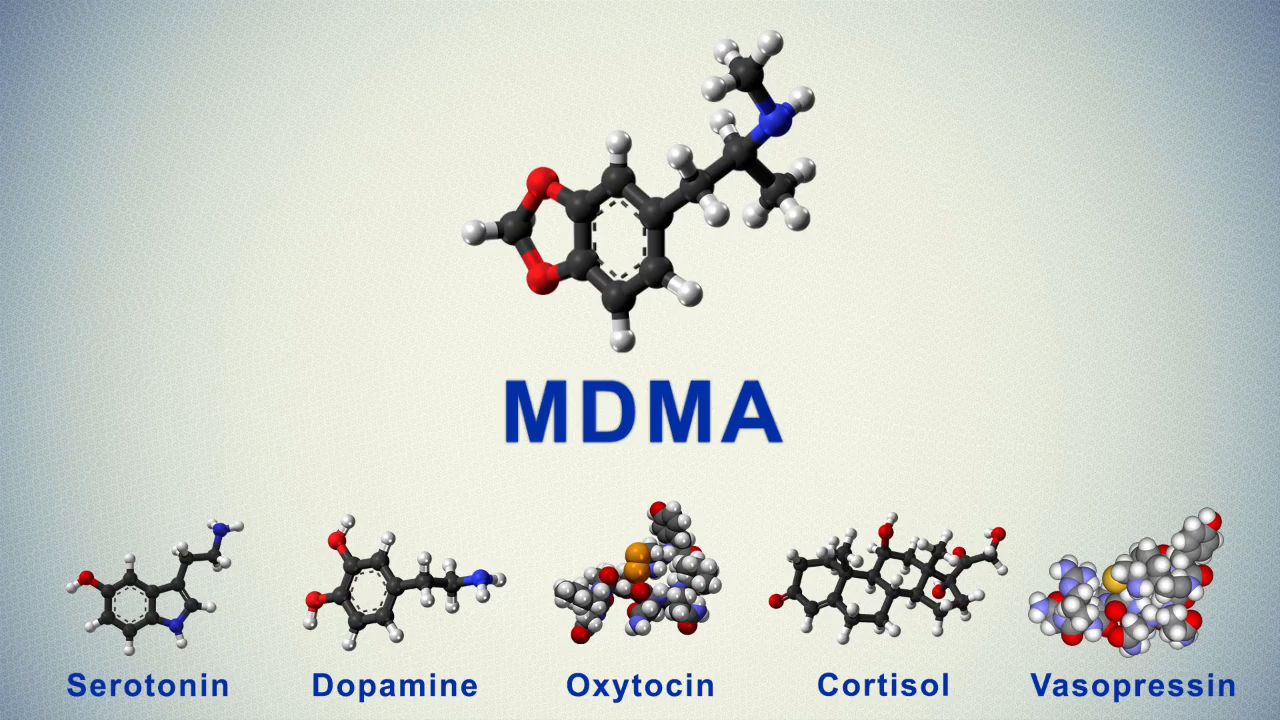 MDMA
Serotonin
Dopamine
Oxytocin
Cortisol
Vasopressin